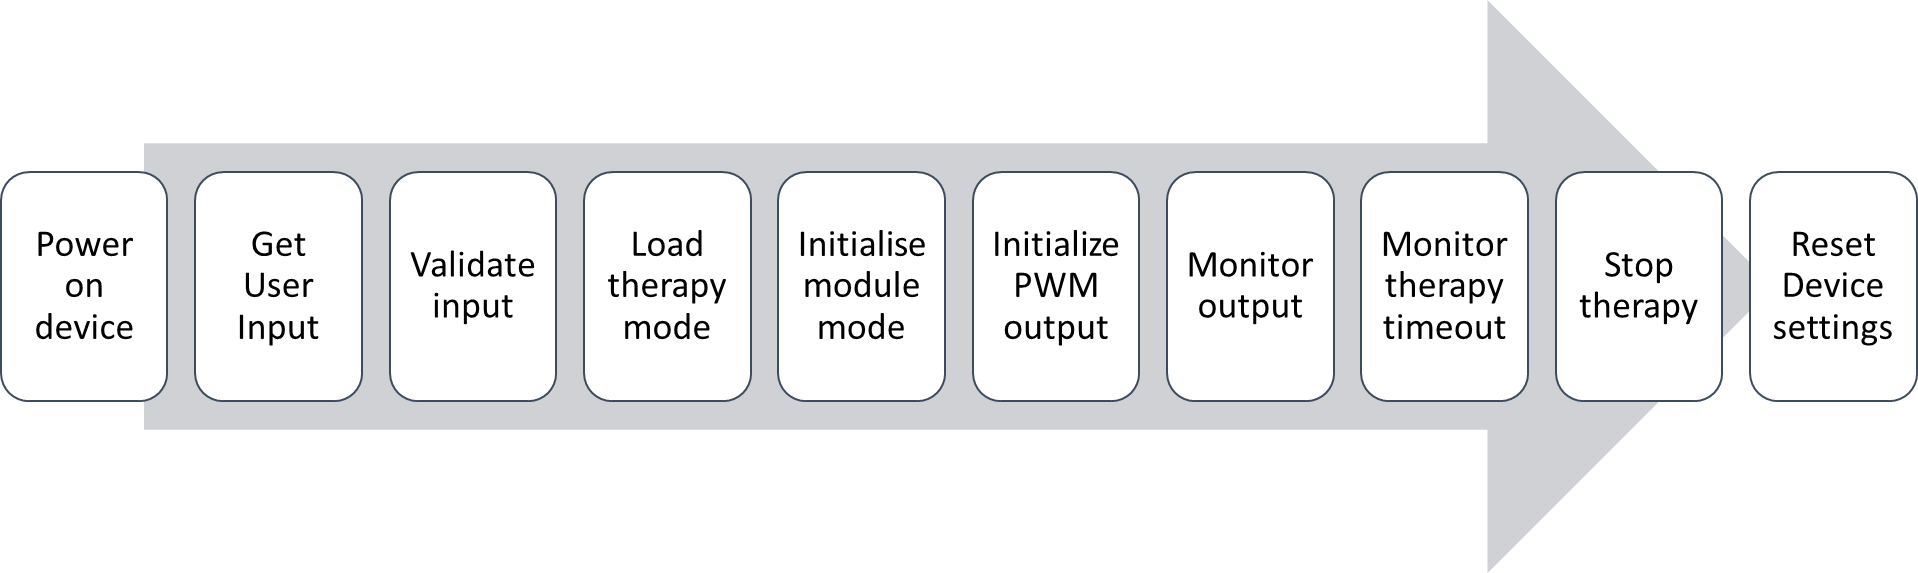 Power
on
device
Get
User
Input
Validate
input
Load
therapy
mode
Initialise
module
mode
Initialize
PWM
output
Monitor
output
Monitor
therapy
timeout
Stop
therapy
Reset
Device
settings